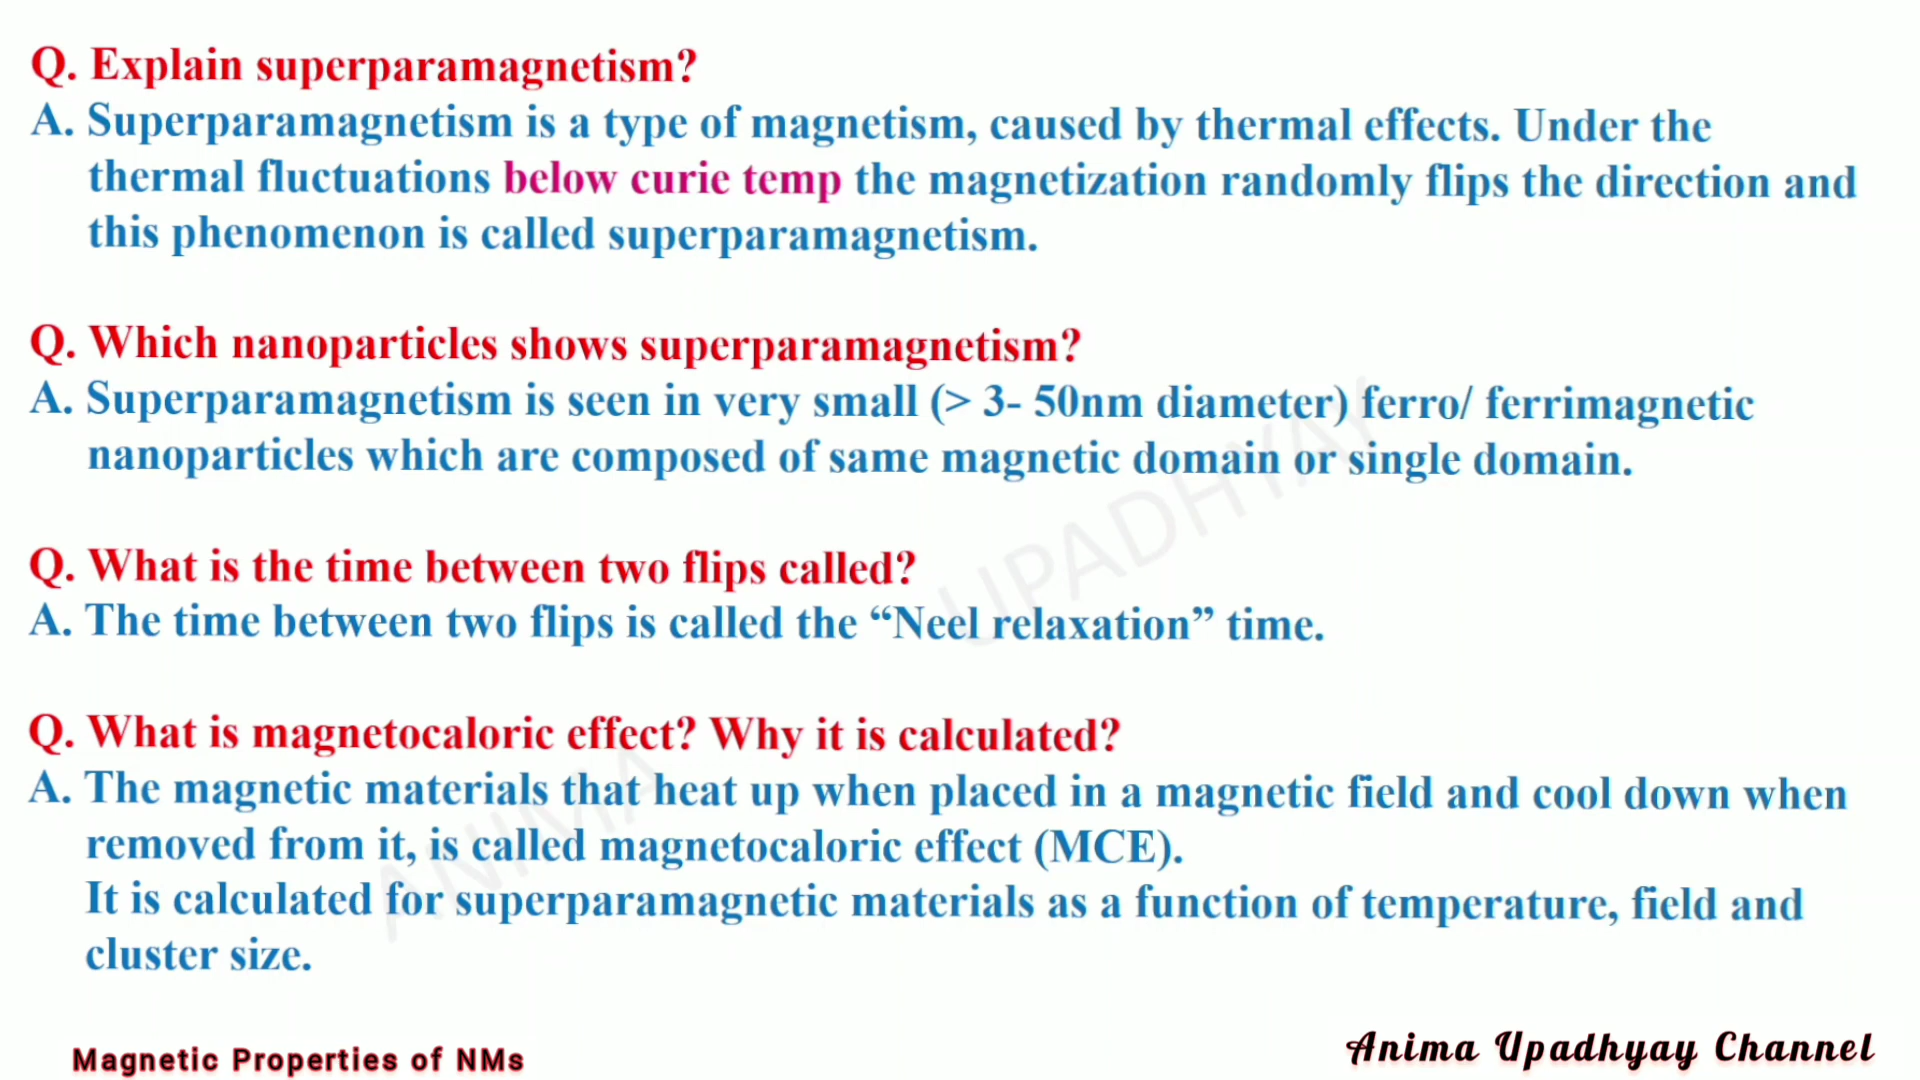 Q. Explain superparamagnetism?
A. Superparamagnetism is a type of magnetism, caused by thermal effects. Under the
thermal fluctuations below curie temp the magnetization randomly flips the direction and
this phenomenon is called superparamagnetism.
Q. Which nanoparticles shows superparamagnetism?
A. Superparamagnetism is seen in very small (> 3- 50nm diameter) ferro/ ferrimagnetic
nanoparticles which are composed of same magnetic domain or single domain.
Q. What is the time between two flips called?
A. The time between two flips is called the “Neel relaxation” time.
Q. What is magnetocaloric effect? Why it is calculated?
A. The magnetic materials that heat up when placed in a magnetic field and cool down when
removed from it, is called magnetocaloric effect (MCE).
It is calculated for superparamagnetic materials as a function of temperature, field and
cluster size.
ANIMA UPADHYAY
Magnetic Properties of NMs
Anima Upadhyay Channel